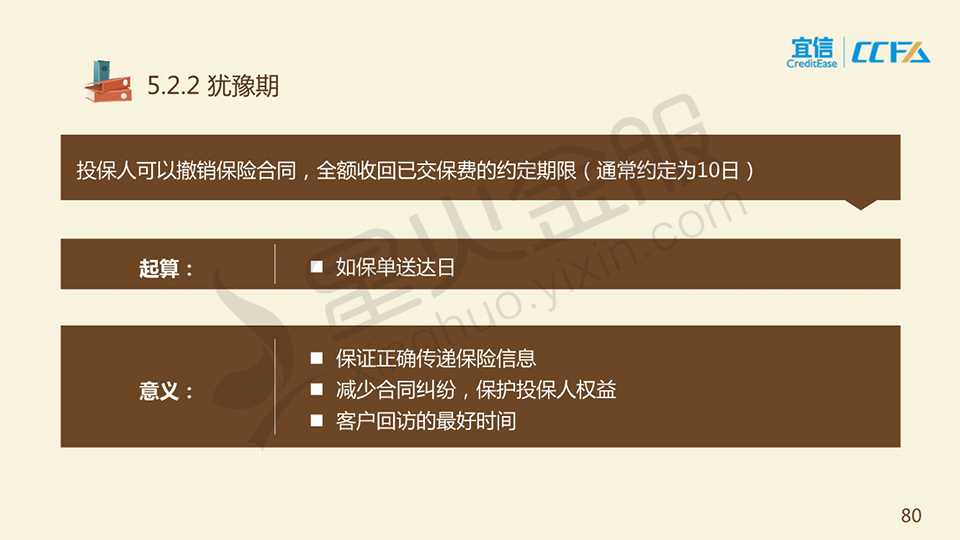 宜信
CreditEase
CCFA
5.2.2 犹豫期
投保人可以撤销保险合同，全额收回已交保费的约定期限（通常约定为10日）
起算：
■ 如保单送达日
意义：
■ 保证正确传递保险信息
■ 减少合同纠纷，保护投保人权益
■ 客户回访的最好时间
星火金服
xinghuo.yixin.com
80